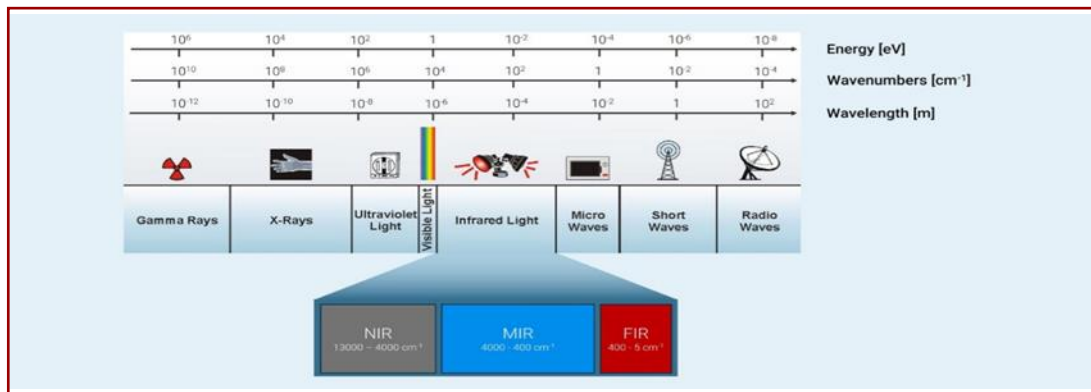 10⁶ 10⁴ 10² 1 10⁻² 10⁻⁴ 10⁻⁶ 10⁻⁸ Energy [eV]
10¹⁰ 10⁸ 10⁶ 10⁴ 10² 1 10⁻² 10⁻⁴ Wavenumbers [cm⁻¹]
10⁻¹² 10⁻¹⁰ 10⁻⁸ 10⁻⁶ 10⁻⁴ 10⁻² 1 10² Wavelength [m]
Gamma Rays
X-Rays
Ultraviolet
Light
Visible Light
Infrared Light
Micro
Waves
Short
Waves
Radio
Waves
NIR
13000 – 4000 cm⁻¹
MIR
4000 - 400 cm⁻¹
FIR
400 - 5 cm⁻¹